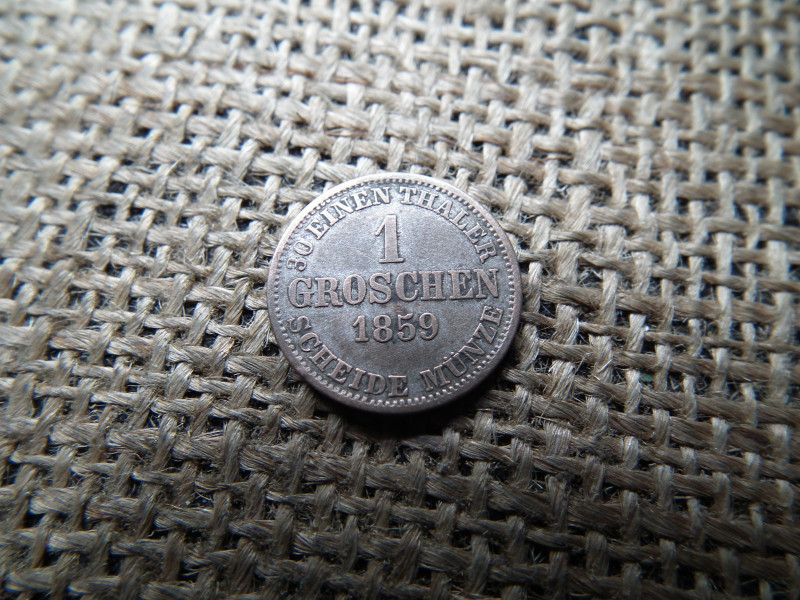 30 EINEN THALER
1
GROSCHEN
1859
SCHEIDE MÜNZE